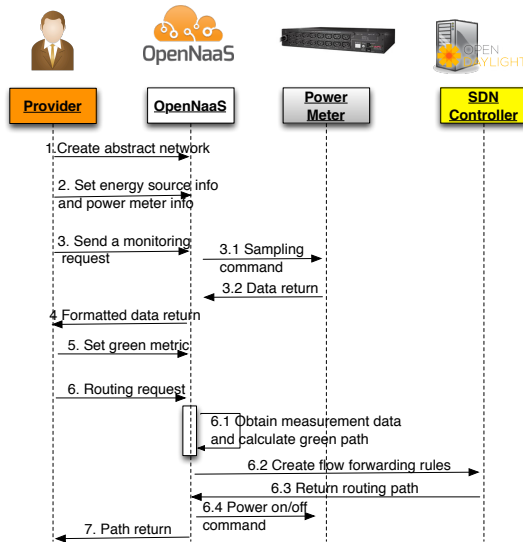 OpenNaaS
OPEN
DAYLIGHT
Provider
OpenNaaS
Power
Meter
SDN
Controller
1.Create abstract network
2. Set energy source info
and power meter info
3. Send a monitoring
request
3.1 Sampling
command
3.2 Data return
4 Formatted data return
5. Set green metric
6. Routing request
6.1 Obtain measurement data
and calculate green path
6.2 Create flow forwarding rules
6.3 Return routing path
6.4 Power on/off
command
7. Path return